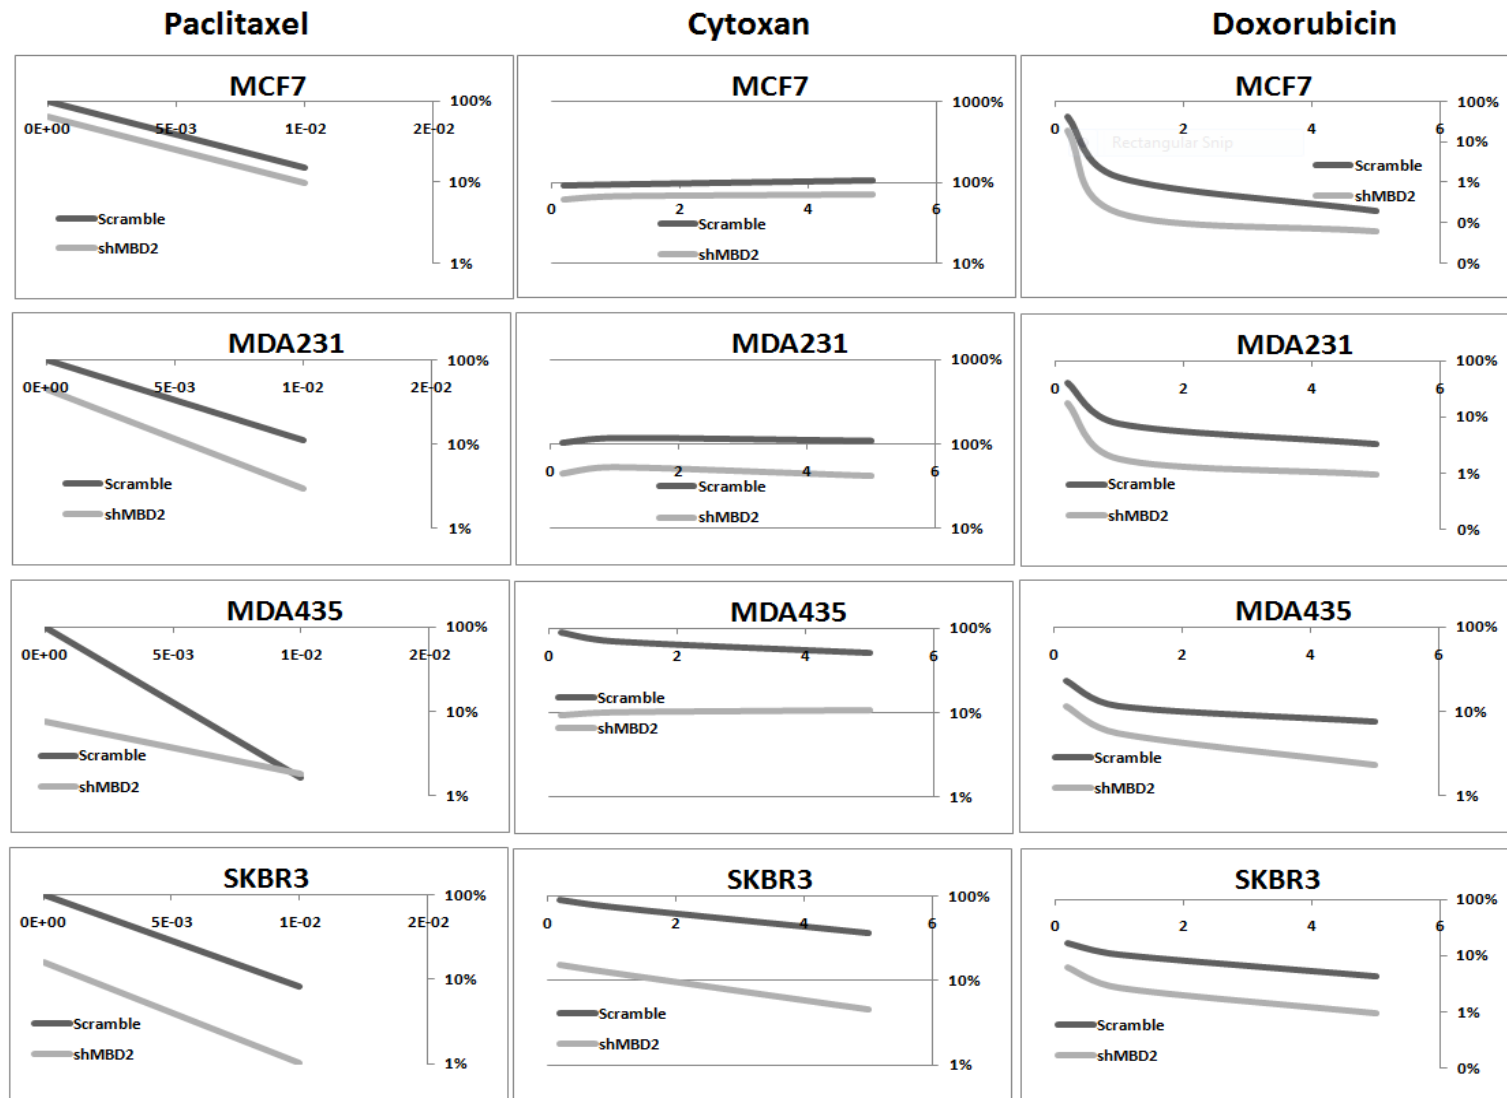 Paclitaxel Cytoxan Doxorubicin
MCF7
100%
0E+00 5E-03 1E-02 2E-02
10%
Scramble
shMBD2
1%
MCF7
1000%
100%
0 2 4 6
Scramble
shMBD2
10%
MCF7
100%
0 2 4 6
10%
Rectangular Snip
Scramble
1%
shMBD2
0%
0%
MDA231
100%
0E+00 5E-03 1E-02 2E-02
10%
Scramble
shMBD2
1%
MDA231
1000%
100%
0 2 4 6
Scramble
shMBD2
10%
MDA231
100%
0 2 4 6
10%
1%
Scramble
shMBD2
0%
MDA435
100%
0E+00 5E-03 1E-02 2E-02
10%
Scramble
shMBD2
1%
MDA435
100%
0 2 4 6
Scramble
10%
shMBD2
1%
MDA435
100%
0 2 4 6
10%
Scramble
shMBD2
1%
SKBR3
100%
0E+00 5E-03 1E-02 2E-02
10%
Scramble
shMBD2
1%
SKBR3
100%
0 2 4 6
10%
Scramble
shMBD2
1%
SKBR3
100%
0 2 4 6
10%
1%
Scramble
shMBD2
0%